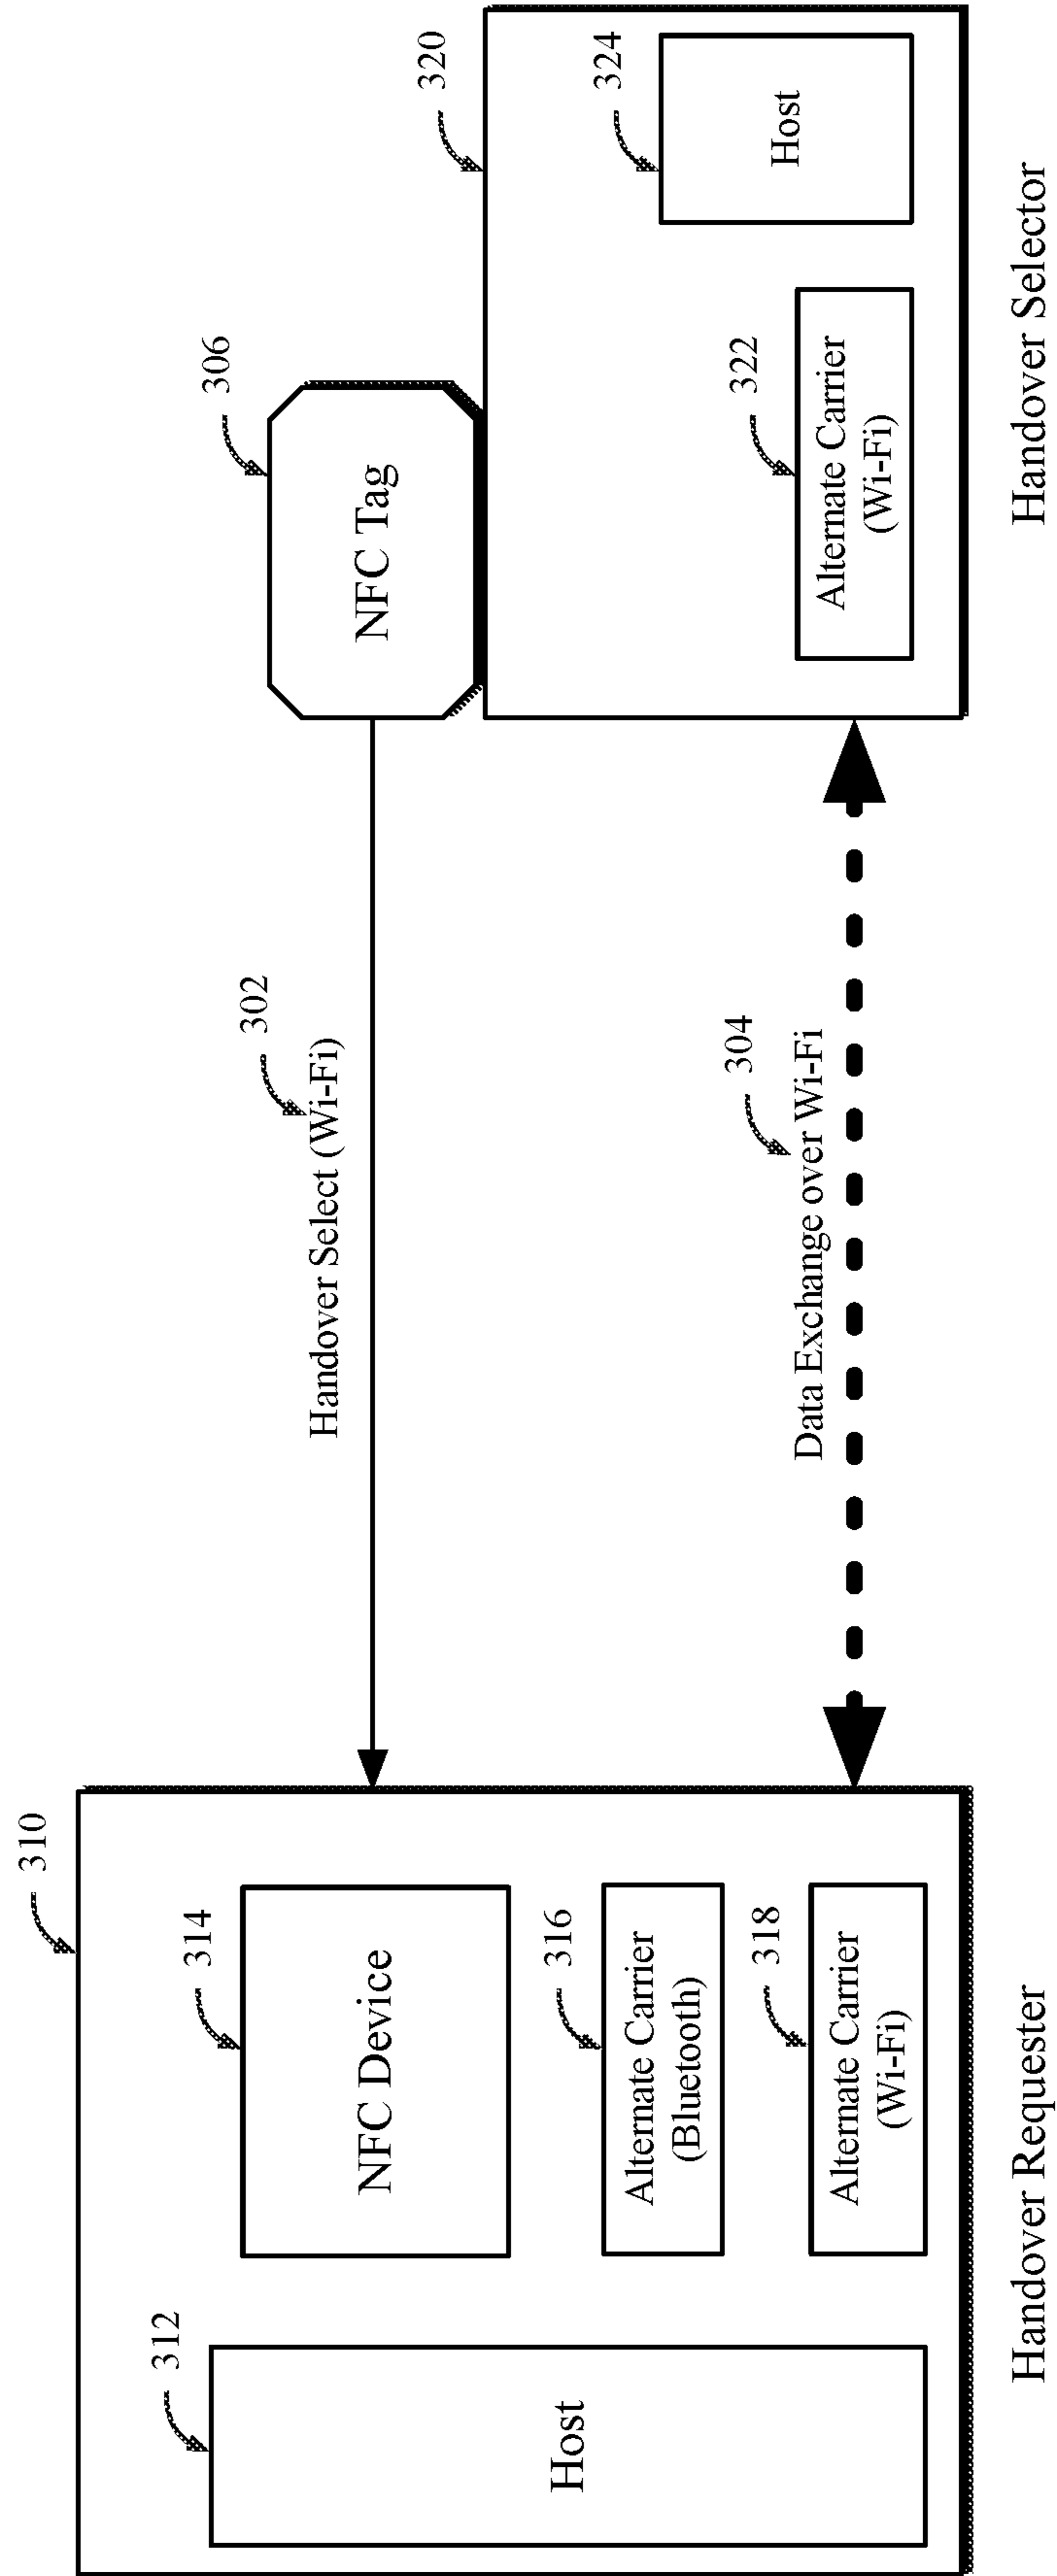 310
312
Host
314
NFC Device
316
Alternate Carrier
(Bluetooth)
318
Alternate Carrier
(Wi-Fi)
Handover Requester
302
Handover Select (Wi-Fi)
304
Data Exchange over Wi-Fi
306
NFC Tag
320
322
Alternate Carrier
(Wi-Fi)
324
Host
Handover Selector